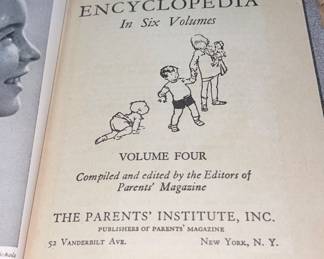 ENCYCLOPEDIA
In Six Volumes
VOLUME FOUR
Compiled and edited by the Editors of
Parents' Magazine
THE PARENTS' INSTITUTE, INC.
PUBLISHERS OF PARENTS' MAGAZINE
52 VANDERBILT AVE. NEW YORK, N. Y.